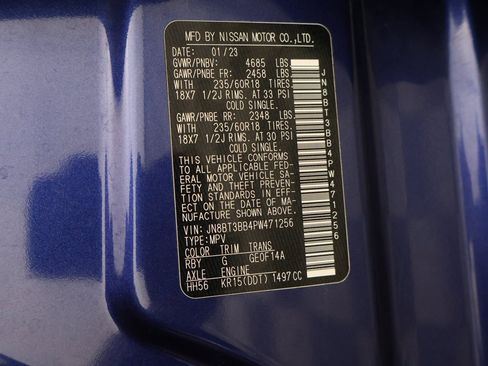 MFD BY NISSAN MOTOR CO.,LTD.
DATE: 01/23
GVWR/PNBV: 4685 LBS
GAWR/PNBE FR: 2458 LBS
WITH 235/60R18 TIRES,
18X7 1/2J RIMS, AT 33 PSI
COLD SINGLE.
GAWR/PNBE RR: 2348 LBS
WITH 235/60R18 TIRES,
18X7 1/2J RIMS, AT 30 PSI
COLD SINGLE.
THIS VEHICLE CONFORMS
TO ALL APPLICABLE FED-
ERAL MOTOR VEHICLE SA-
FETY AND THEFT PREVEN-
TION STANDARDS IN EFF-
ECT ON THE DATE OF MA-
NUFACTURE SHOWN ABOVE.
VIN: JN8BT3BB4PW471256
TYPE: MPV
COLOR TRIM TRANS
RBY G GE0F14A
AXLE ENGINE
HH56 KR15(DDT) 1497CC
JN8BT3BB4PW471256